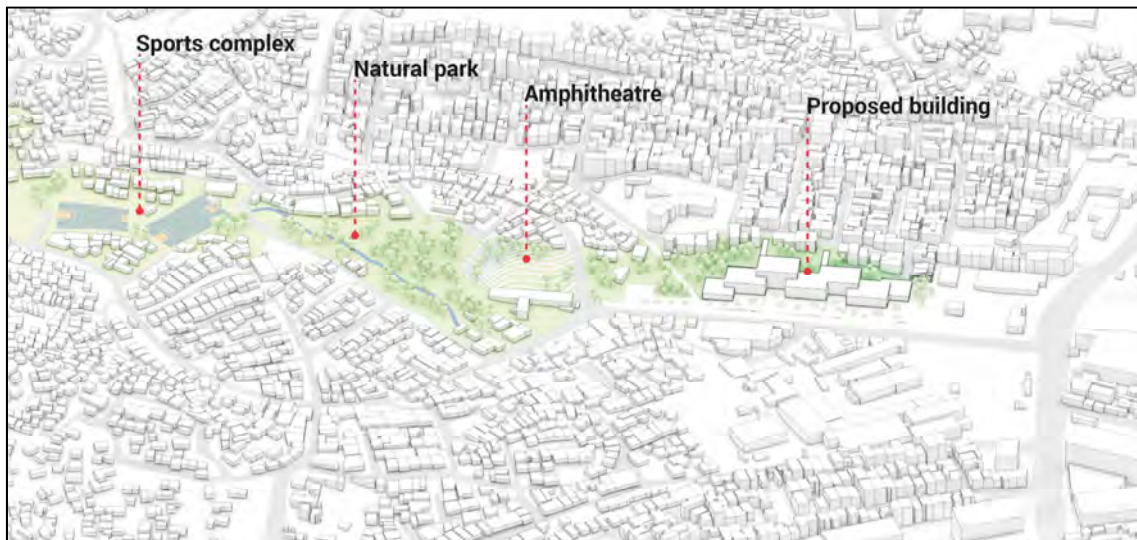 Sports complex
Natural park
Amphitheatre
Proposed building